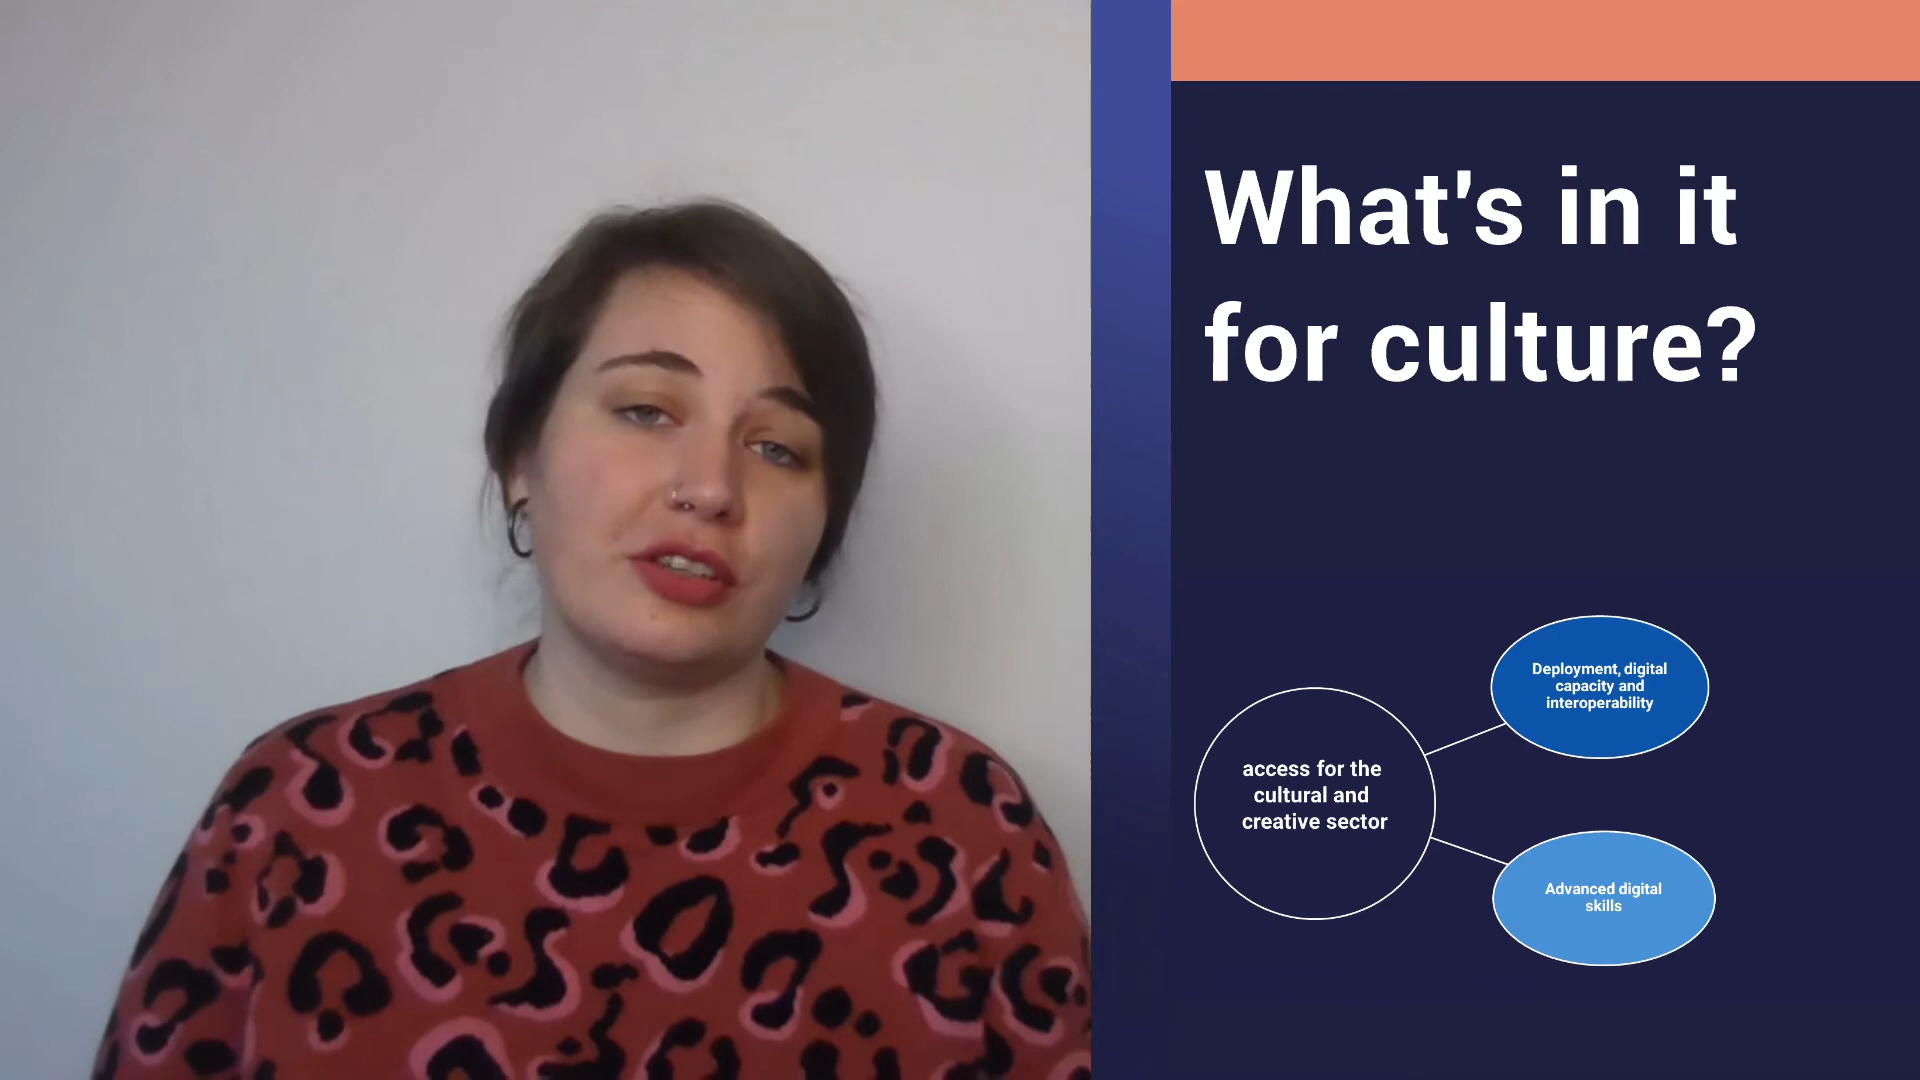 What's in it
for culture?
access for the
cultural and
creative sector
Deployment, digital
capacity and
interoperability
Advanced digital
skills